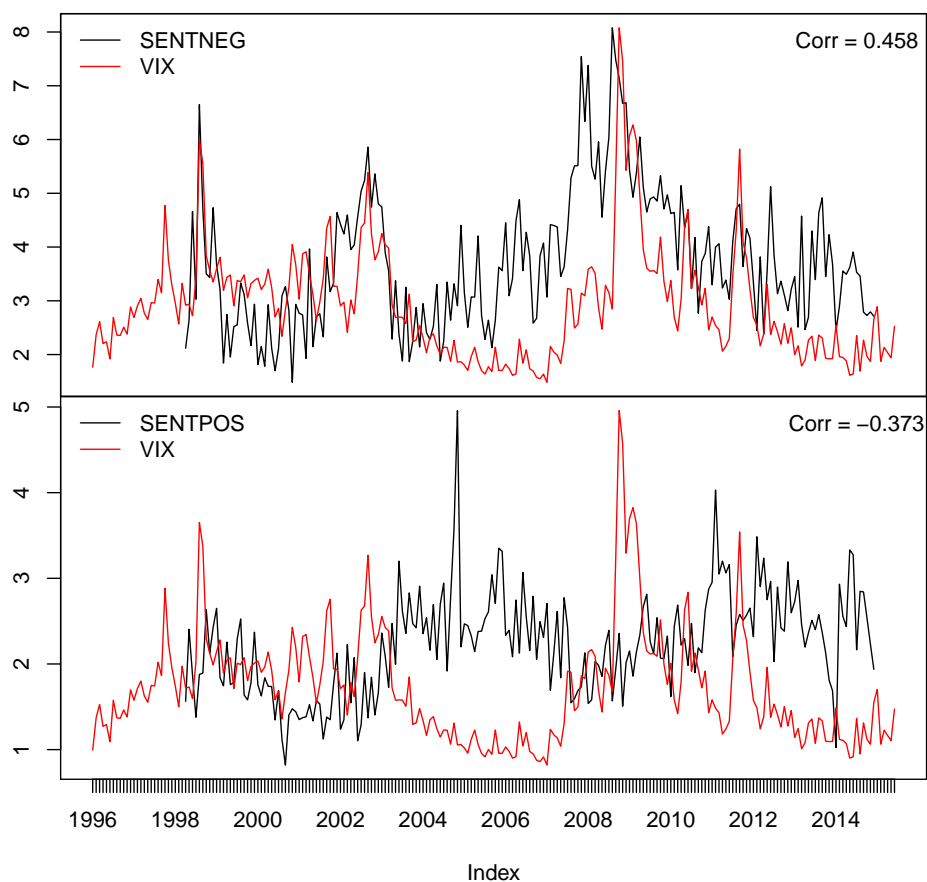 SENTNEG
VIX
Corr = 0.458
8
7
6
5
4
3
2
SENTPOS
VIX
Corr = −0.373
5
4
3
2
1
1996 1998 2000 2002 2004 2006 2008 2010 2012 2014
Index